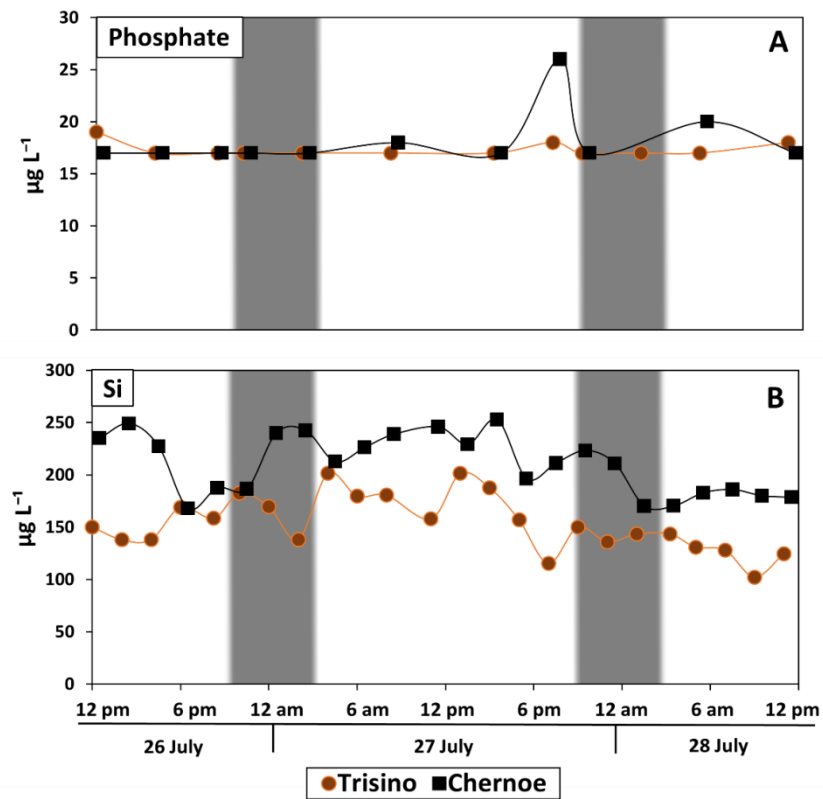 Phosphate
A
30
25
20
15
10
5
0
µg L⁻¹
Si
B
300
250
200
150
100
50
0
µg L⁻¹
12 pm 6 pm 12 am 6 am 12 pm 6 pm 12 am 6 am 12 pm
26 July 27 July 28 July
Trisino Chernoe